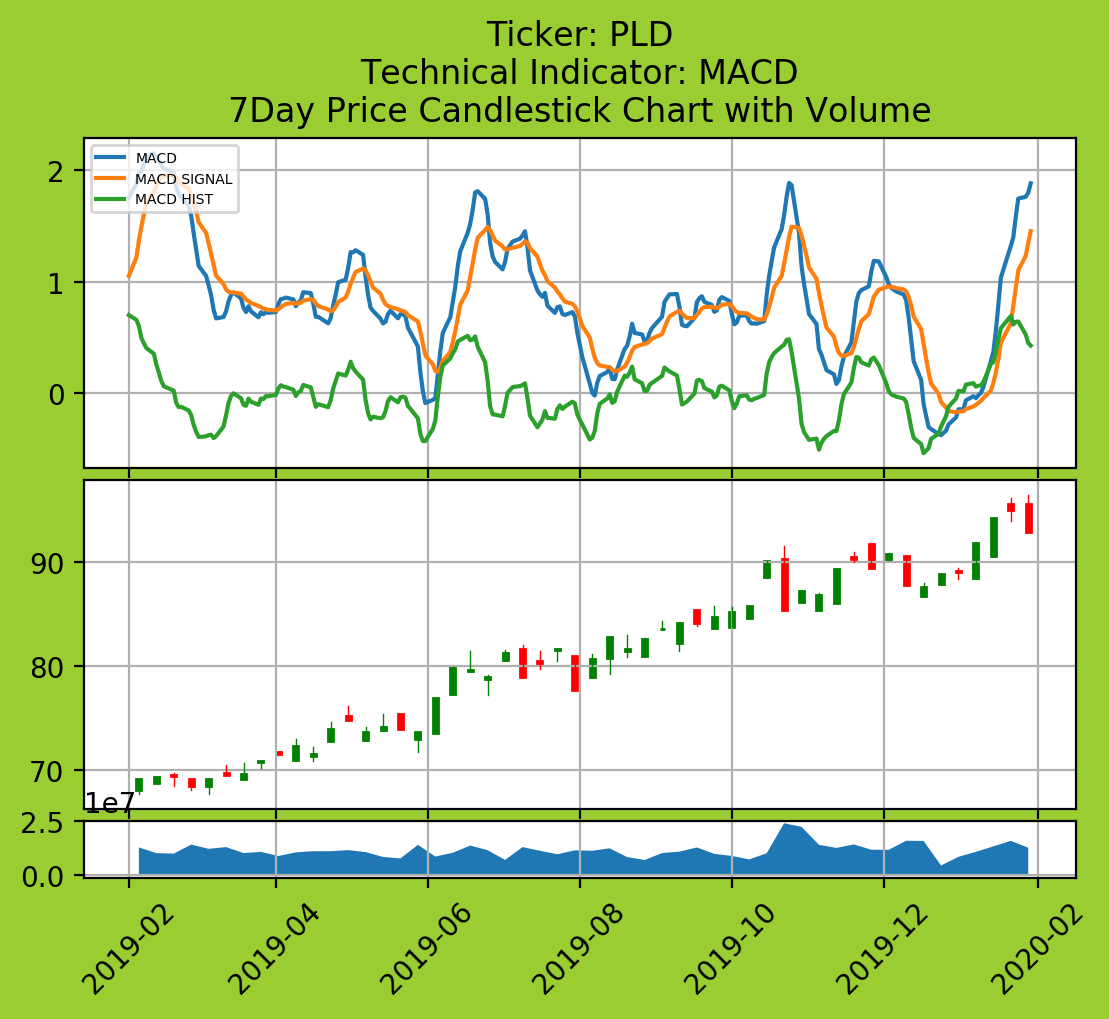 Ticker: PLD
Technical Indicator: MACD
7Day Price Candlestick Chart with Volume
MACD
MACD SIGNAL
MACD HIST
2
1
0
90
80
70
1e7
2.5
0.0
2019-02
2019-04
2019-06
2019-08
2019-10
2019-12
2020-02